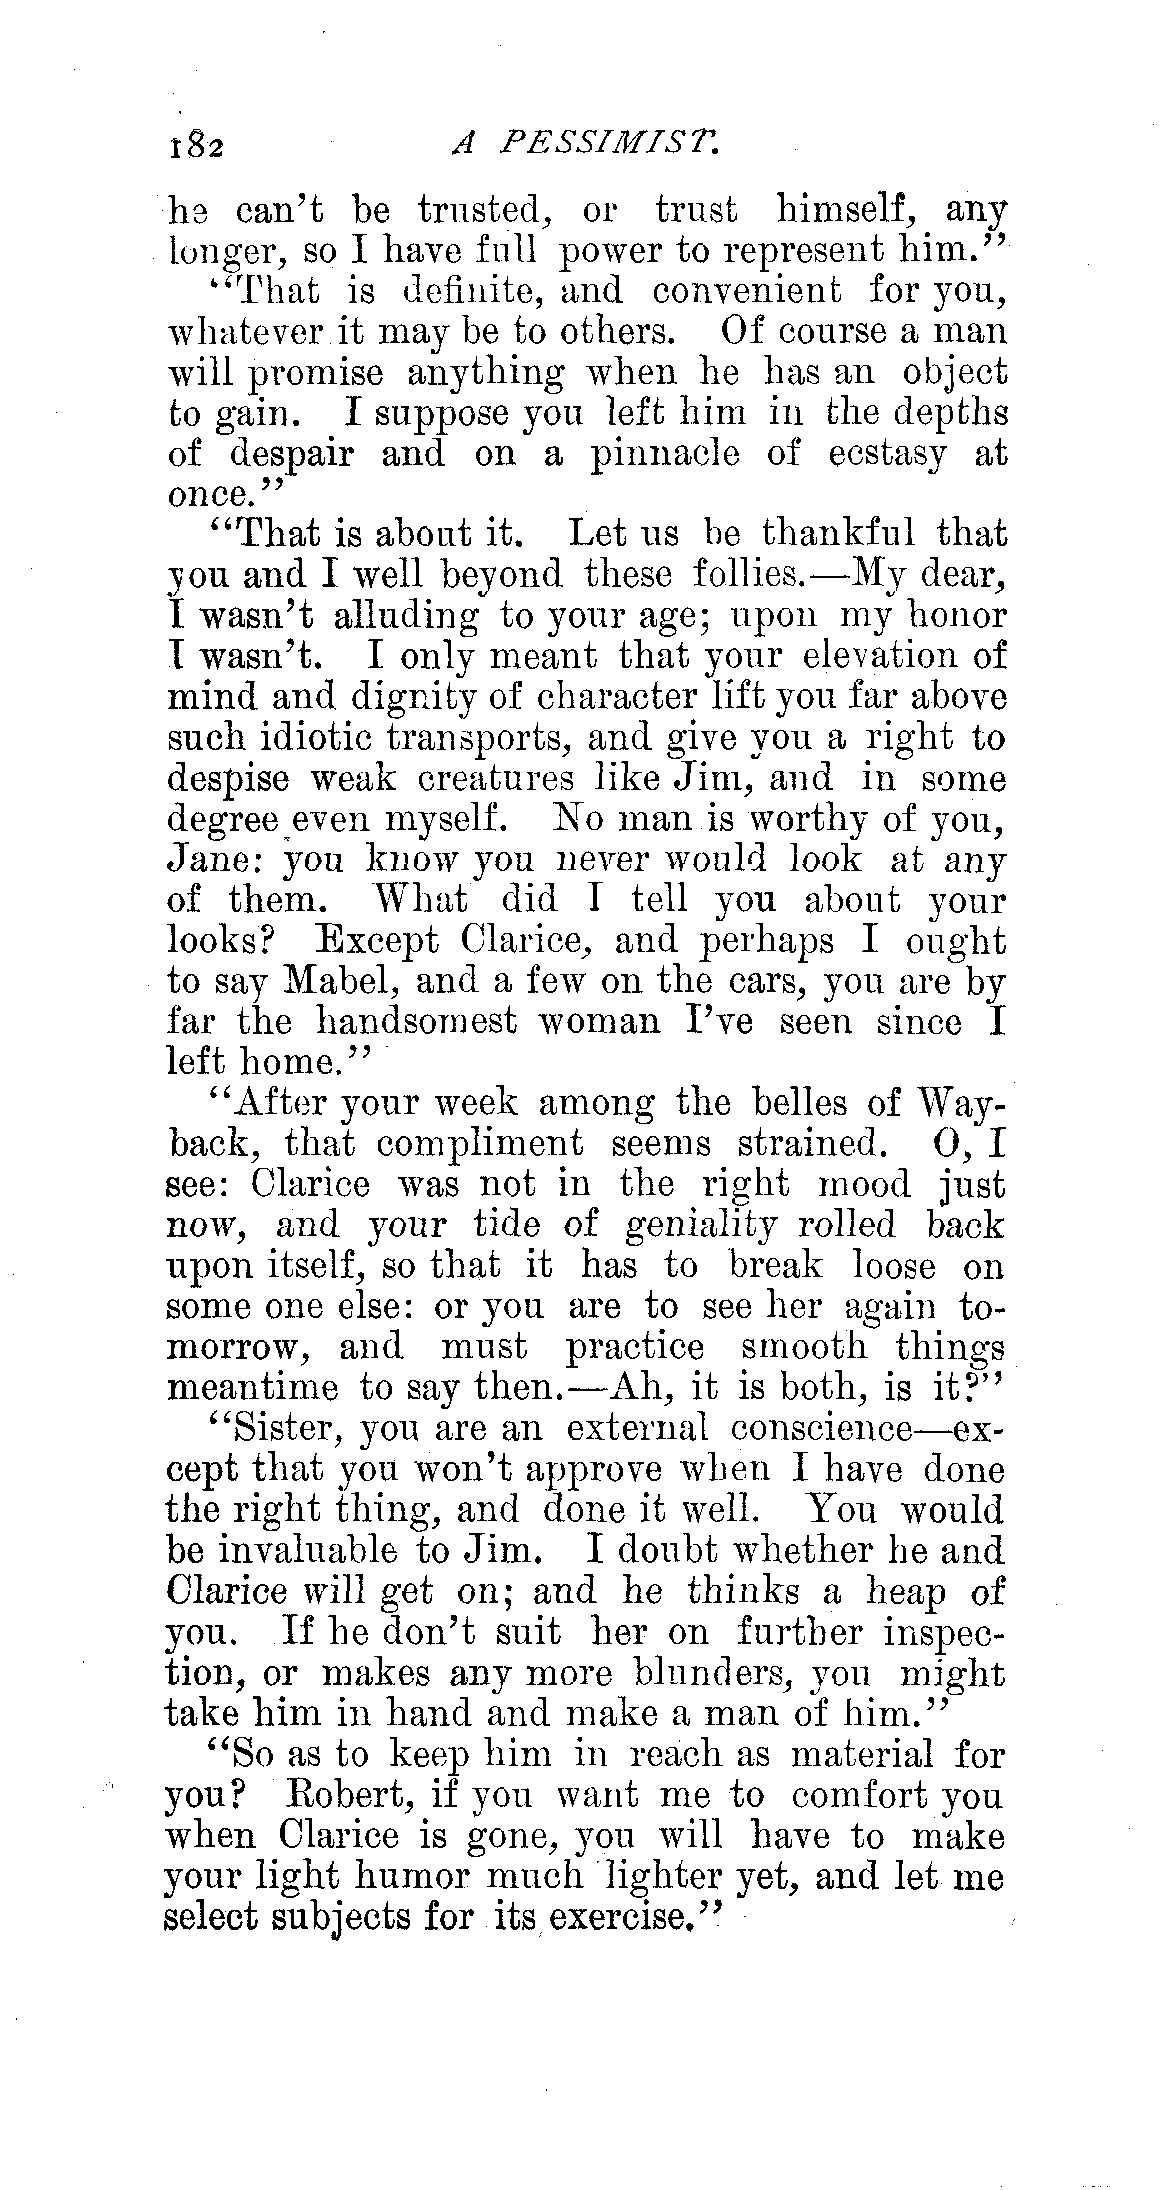 182 A PESSIMIST.
he can't be trusted, or trust himself, any
longer, so I have full power to represent him."
"That is definite, and convenient for you,
whatever it may be to others. Of course a man
will promise anything when he has an object
to gain. I suppose you left him in the depths
of despair and on a pinnacle of ecstasy at
once."
"That is about it. Let us be thankful that
you and I well beyond these follies.—My dear,
I wasn't alluding to your age; upon my honor
I wasn't. I only meant that your elevation of
mind and dignity of character lift you far above
such idiotic transports, and give you a right to
despise weak creatures like Jim, and in some
degree even myself. No man is worthy of you,
Jane: you know you never would look at any
of them. What did I tell you about your
looks? Except Clarice, and perhaps I ought
to say Mabel, and a few on the cars, you are by
far the handsomest woman I've seen since I
left home."
"After your week among the belles of Way-
back, that compliment seems strained. O, I
see: Clarice was not in the right mood just
now, and your tide of geniality rolled back
upon itself, so that it has to break loose on
some one else: or you are to see her again to-
morrow, and must practice smooth things
meantime to say then.—Ah, it is both, is it?"
"Sister, you are an external conscience—ex-
cept that you won't approve when I have done
the right thing, and done it well. You would
be invaluable to Jim. I doubt whether he and
Clarice will get on; and he thinks a heap of
you. If he don't suit her on further inspec-
tion, or makes any more blunders, you might
take him in hand and make a man of him."
"So as to keep him in reach as material for
you? Robert, if you want me to comfort you
when Clarice is gone, you will have to make
your light humor much lighter yet, and let me
select subjects for its exercise."